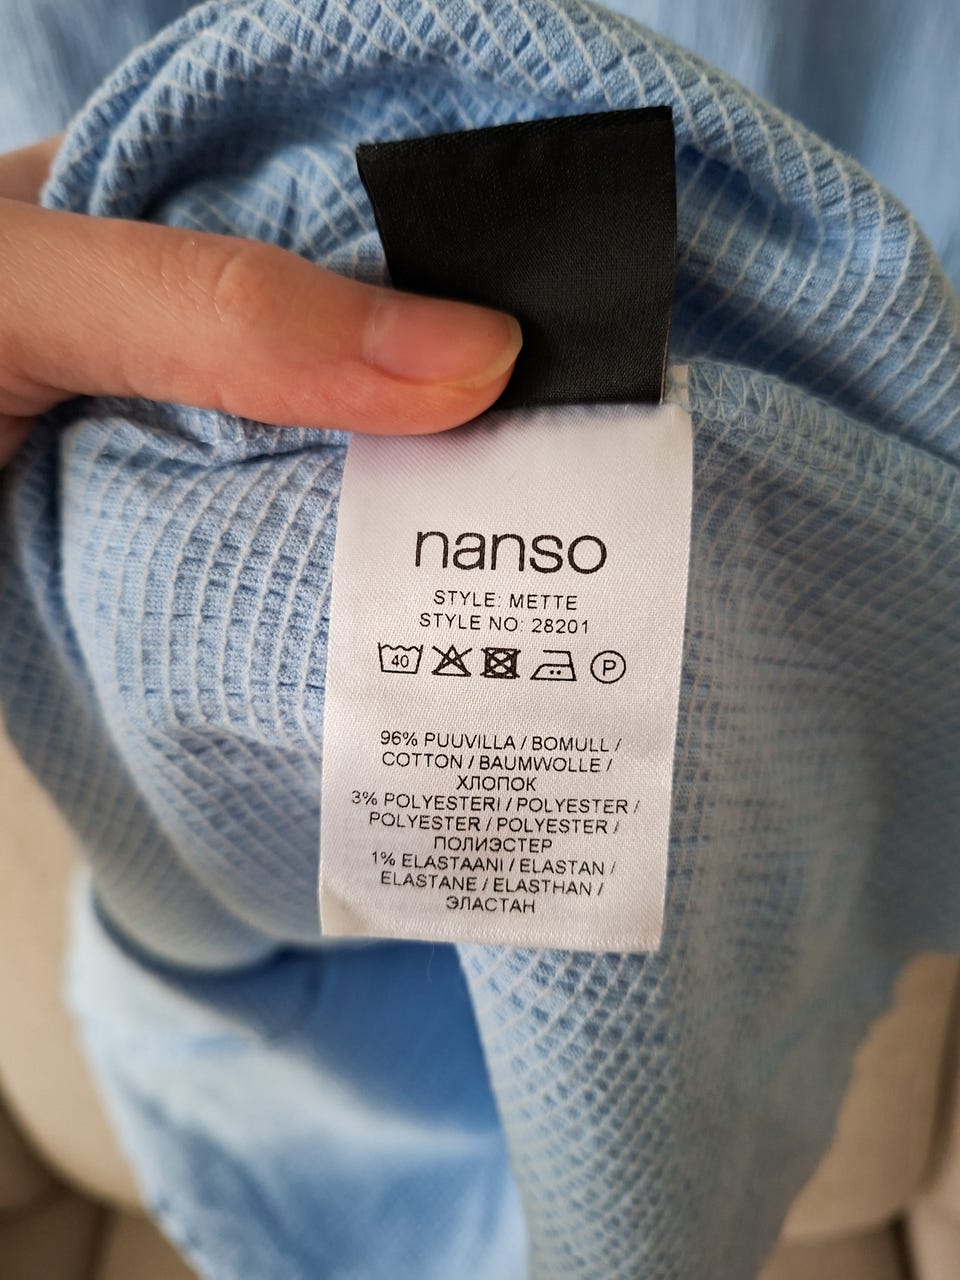 nanso
STYLE: METTE
STYLE NO: 28201
40 P
96% PUUVILLA / BOMULL /
COTTON / BAUMWOLLE /
ХЛОПОК
3% POLYESTERI / POLYESTER /
POLYESTER / POLYESTER /
ПОЛИЭСТЕР
1% ELASTAANI / ELASTAN /
ELASTANE / ELASTHAN /
ЭЛАСТАН